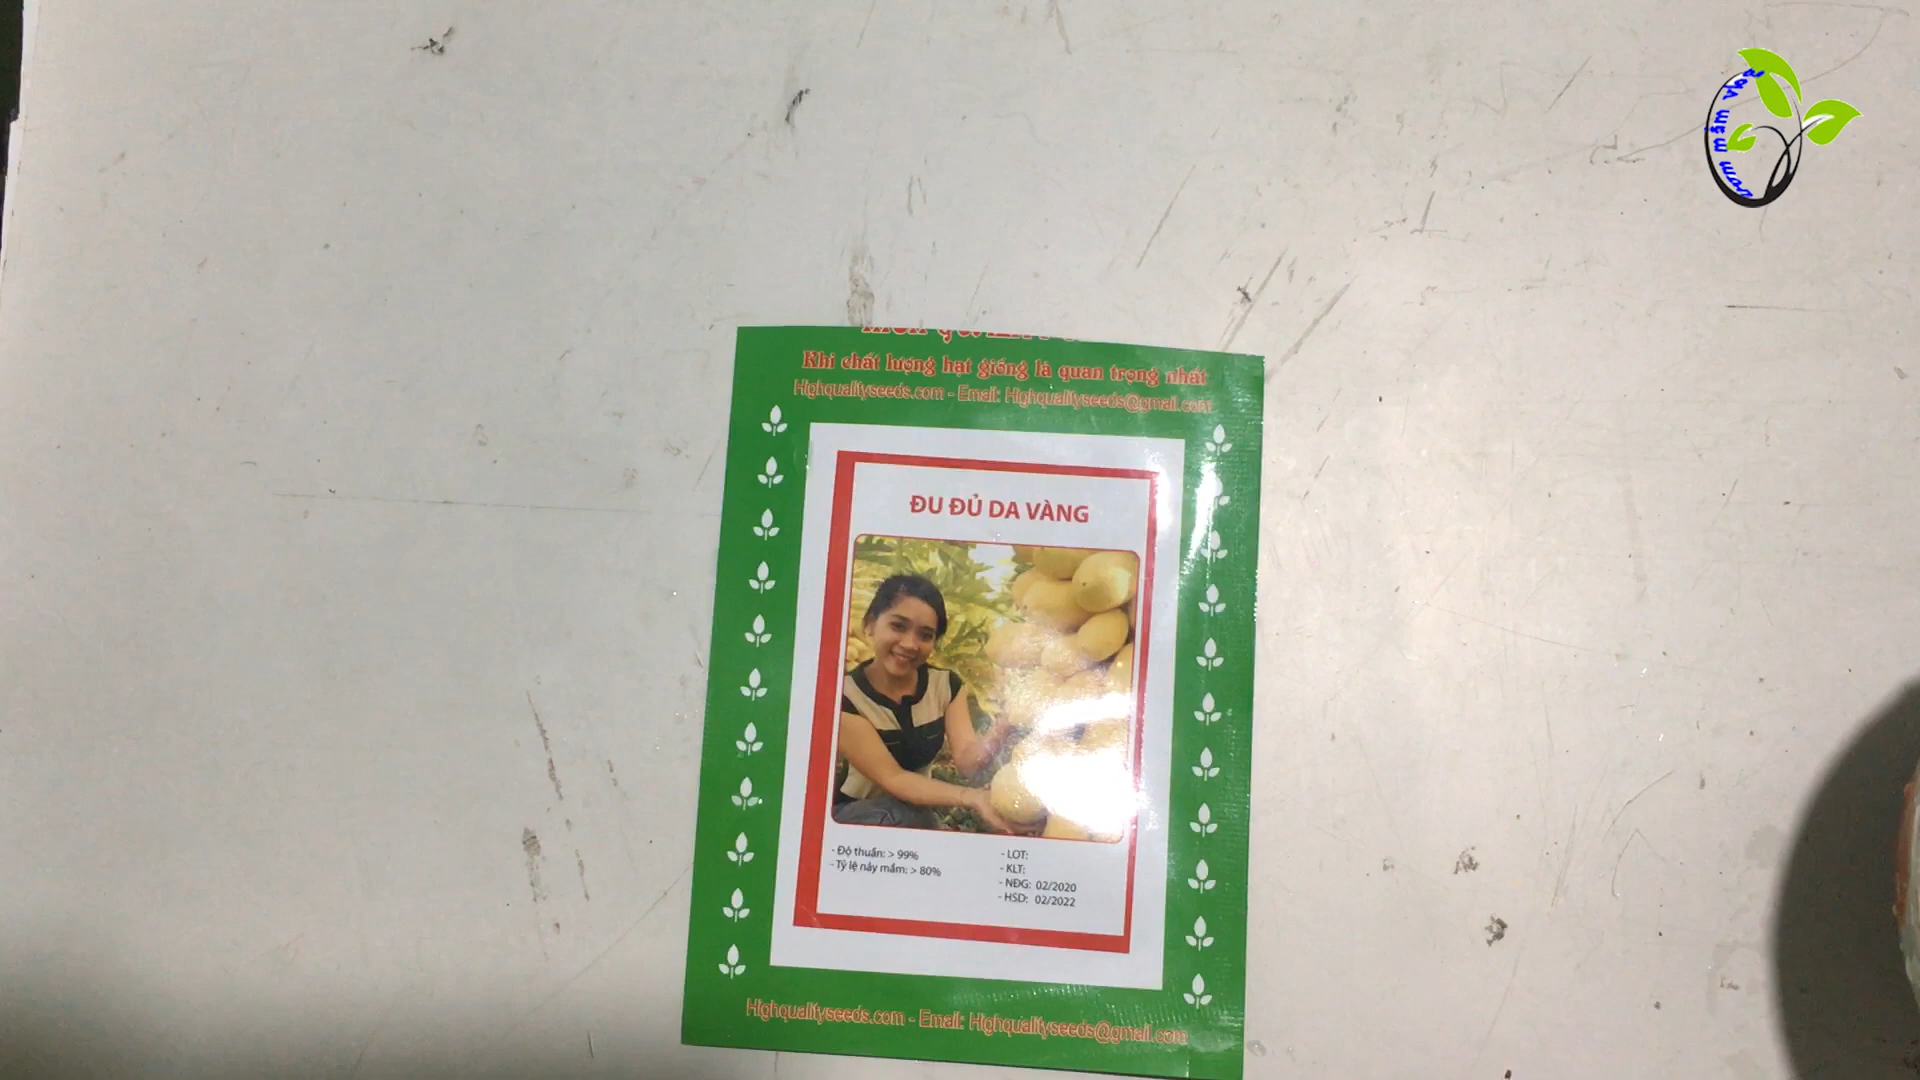 Khi chất lượng hạt giống là quan trọng nhất
Highqualityseeds.com - Email: Highqualityseeds@gmail.com
ĐU ĐỦ DA VÀNG
- Độ thuần: > 99%
- Tỷ lệ nảy mầm: > 80%
- LOT:
- KLT:
- NĐG: 02/2020
- HSD: 02/2022
Highqualityseeds.com - Email: Highqualityseeds@gmail.com
ươm mầm